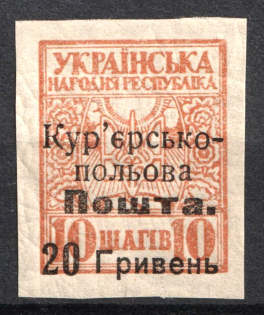 УКРАЇНСЬКА
НАРОДНЯ РЕСПУБЛІКА
Кур'єрсько-
польова
Пошта.
10 ШАГІВ 10
20 Гривень